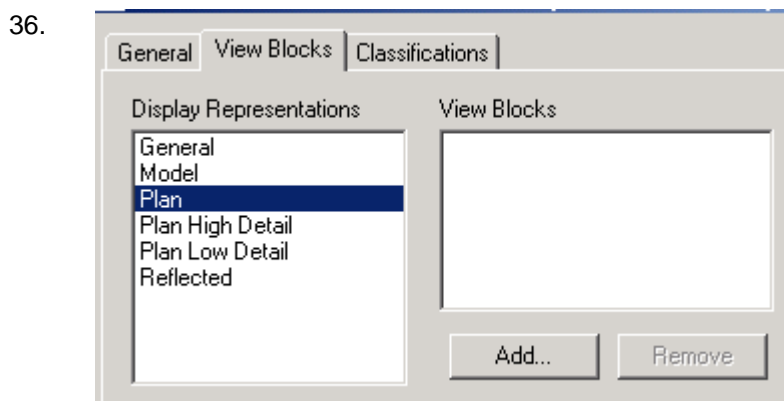 36.
General View Blocks Classifications
Display Representations
General
Model
Plan
Plan High Detail
Plan Low Detail
Reflected
View Blocks
Add... Remove